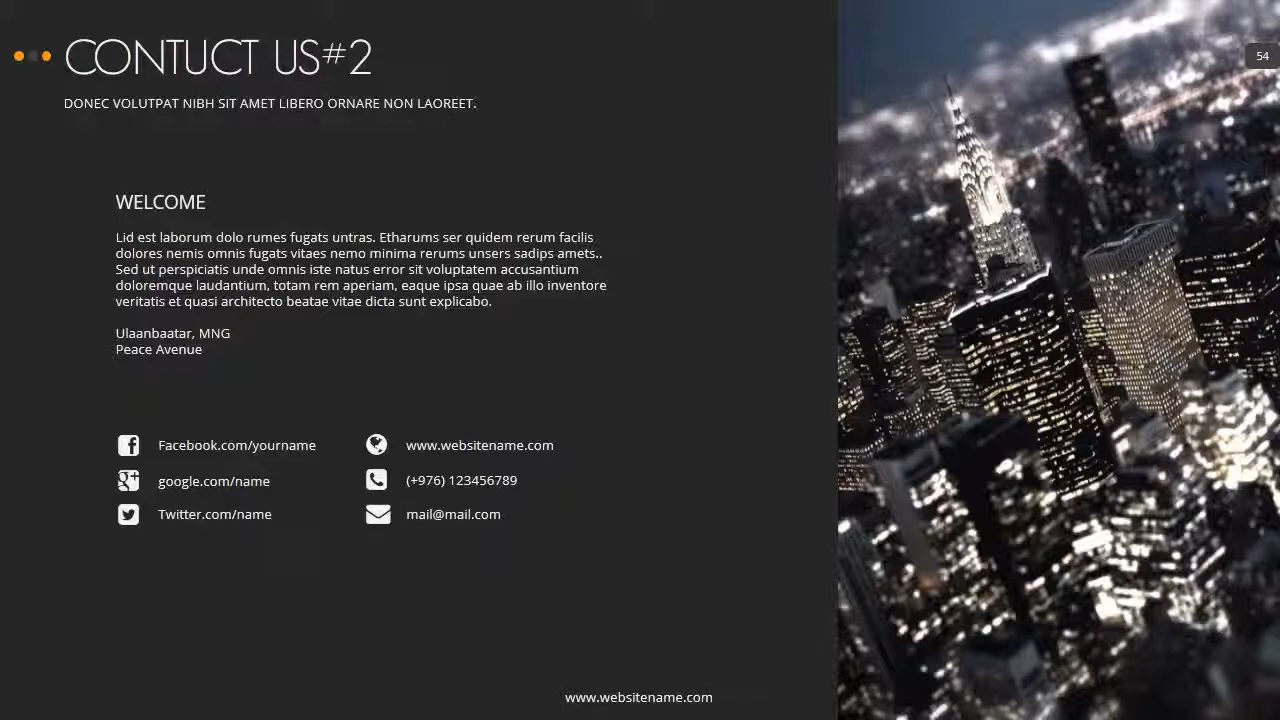 CONTUCT US#2
54
DONEC VOLUTPAT NIBH SIT AMET LIBERO ORNARE NON LAOREET.
WELCOME
Lid est laborum dolo rumes fugats untras. Etharums ser quidem rerum facilis
dolores nemis omnis fugats vitaes nemo minima rerums unsers sadips amets..
Sed ut perspiciatis unde omnis iste natus error sit voluptatem accusantium
doloremque laudantium, totam rem aperiam, eaque ipsa quae ab illo inventore
veritatis et quasi architecto beatae vitae dicta sunt explicabo.
Ulaanbaatar, MNG
Peace Avenue
Facebook.com/yourname
www.websitename.com
google.com/name
(+976) 123456789
Twitter.com/name
mail@mail.com
www.websitename.com